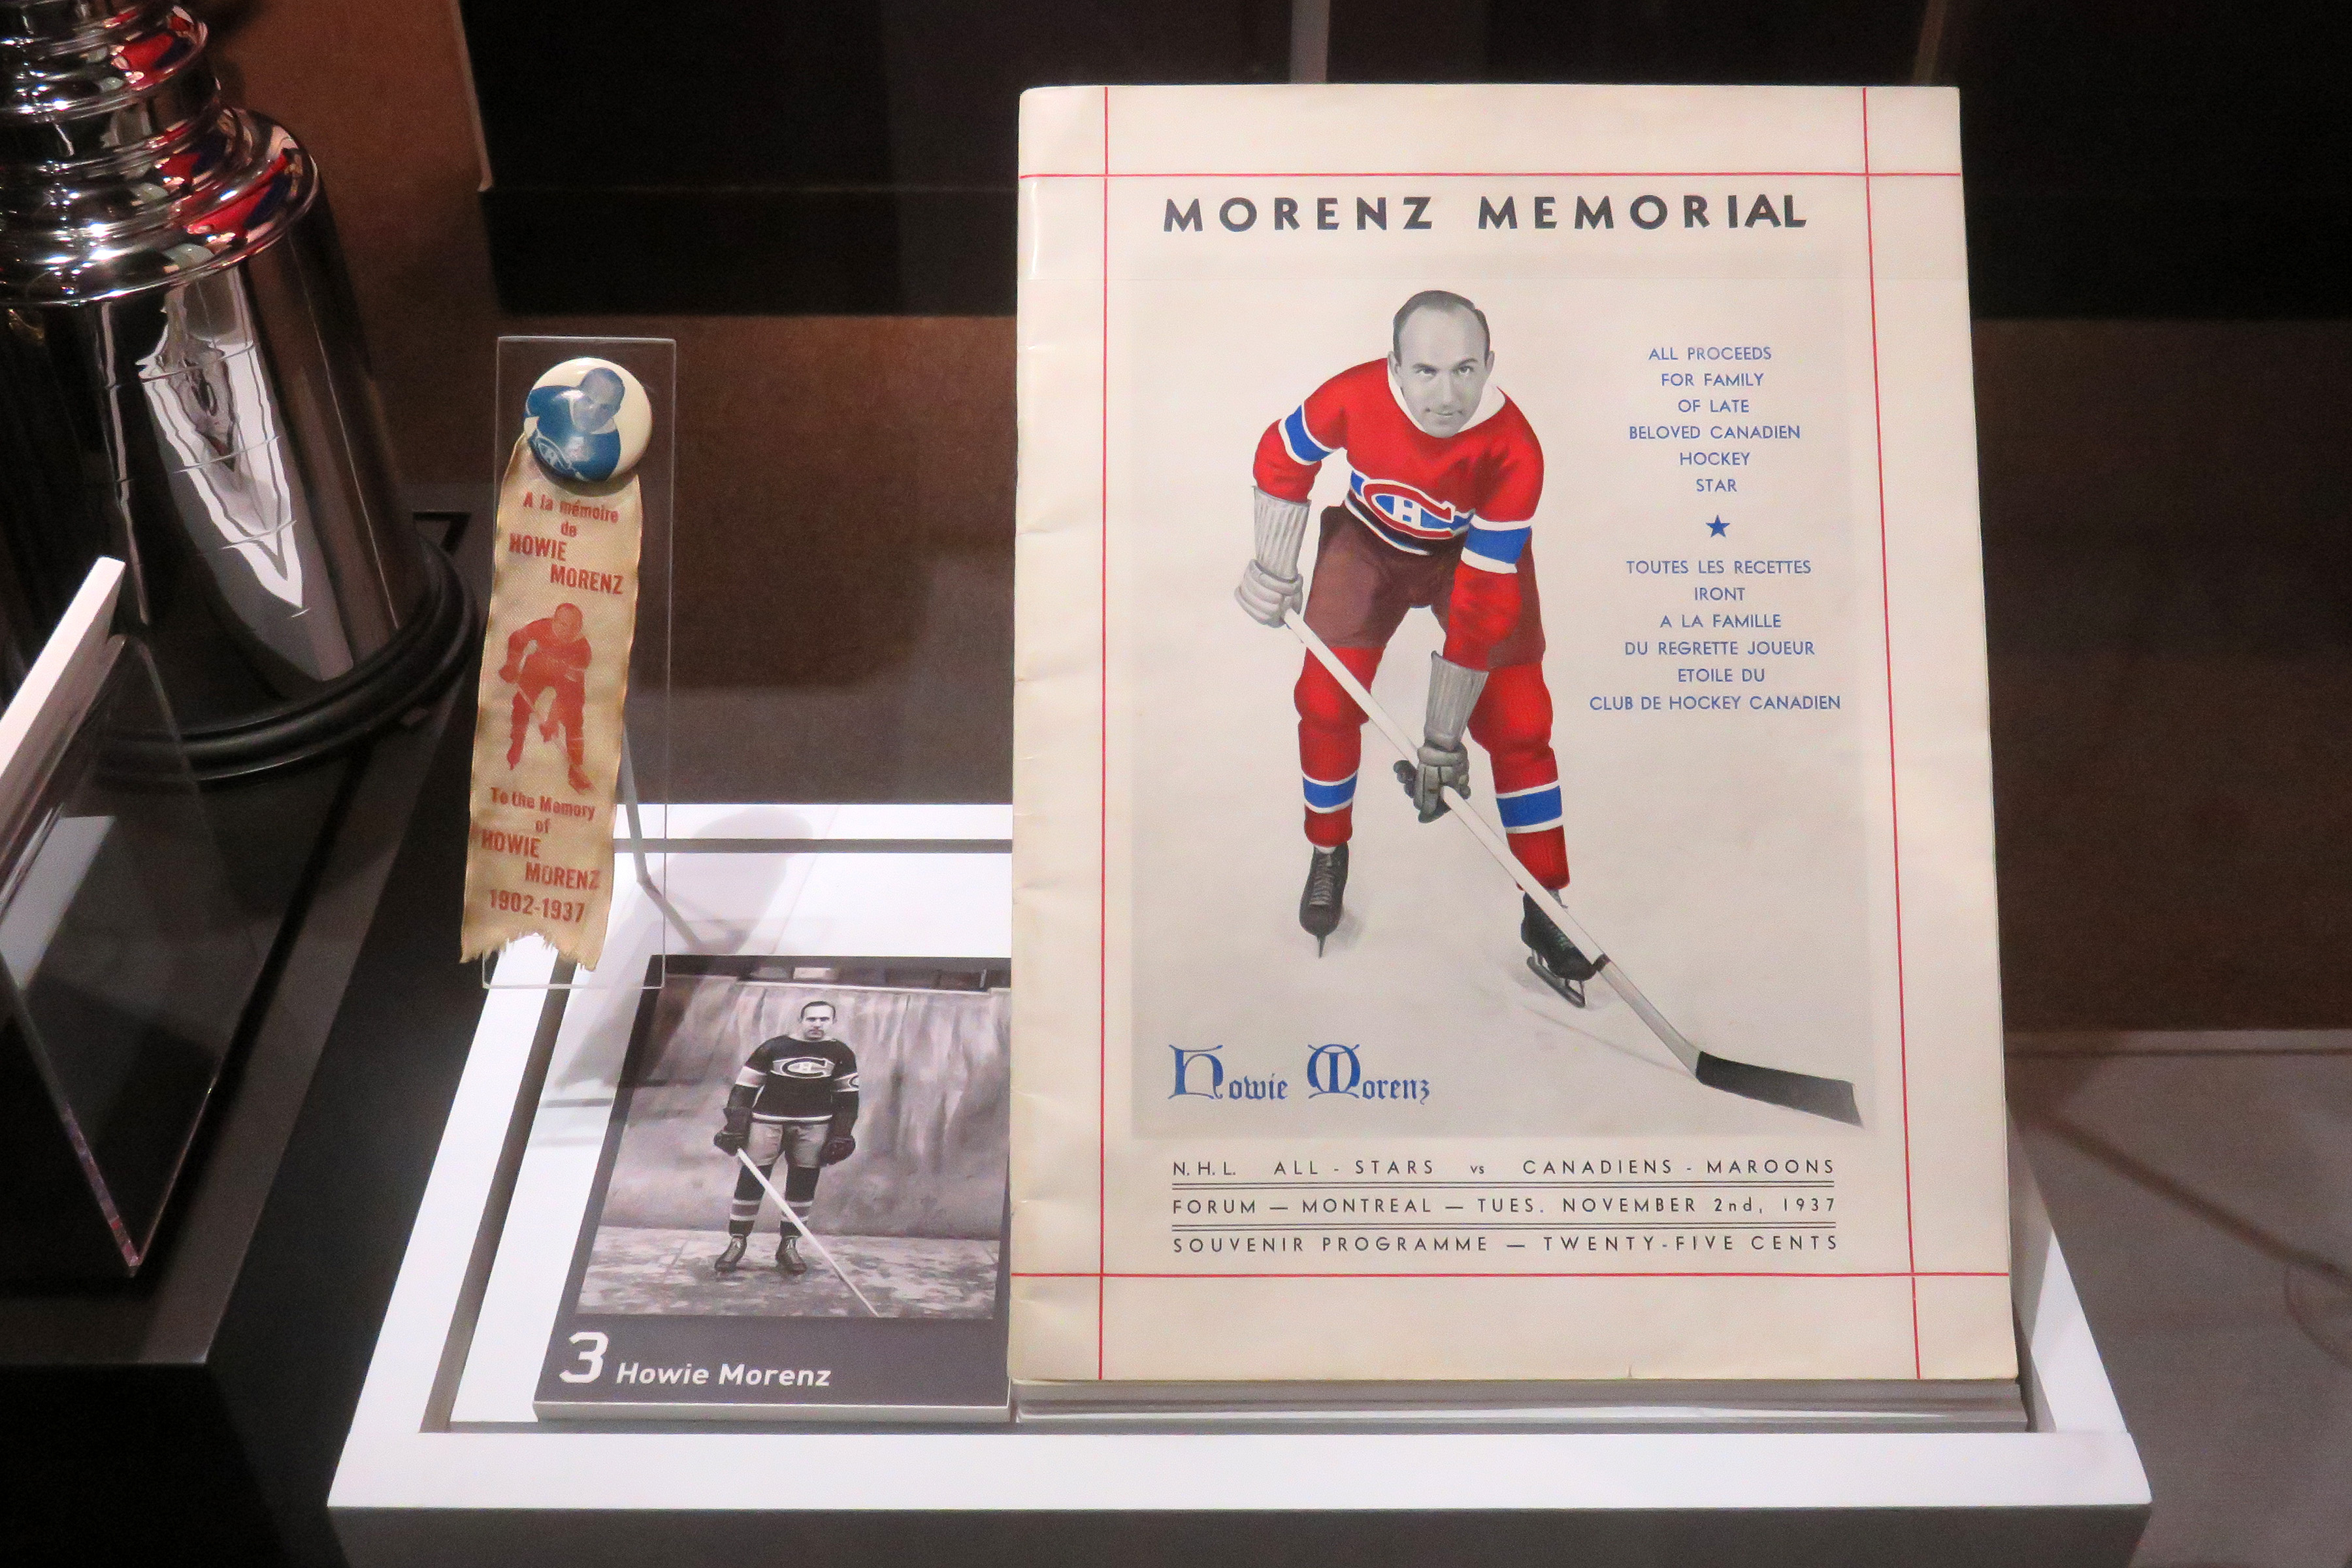 A la mémoire
de
HOWIE
MORENZ
To the Memory
of
HOWIE
MORENZ
1902-1937
3 Howie Morenz
MORENZ MEMORIAL
ALL PROCEEDS
FOR FAMILY
OF LATE
BELOVED CANADIEN
HOCKEY
STAR
TOUTES LES RECETTES
IRONT
A LA FAMILLE
DU REGRETTE JOUEUR
ETOILE DU
CLUB DE HOCKEY CANADIEN
CH
Howie Morenz
N.H.L. ALL - STARS vs CANADIENS - MAROONS
FORUM — MONTREAL — TUES. NOVEMBER 2nd, 1937
SOUVENIR PROGRAMME — TWENTY-FIVE CENTS